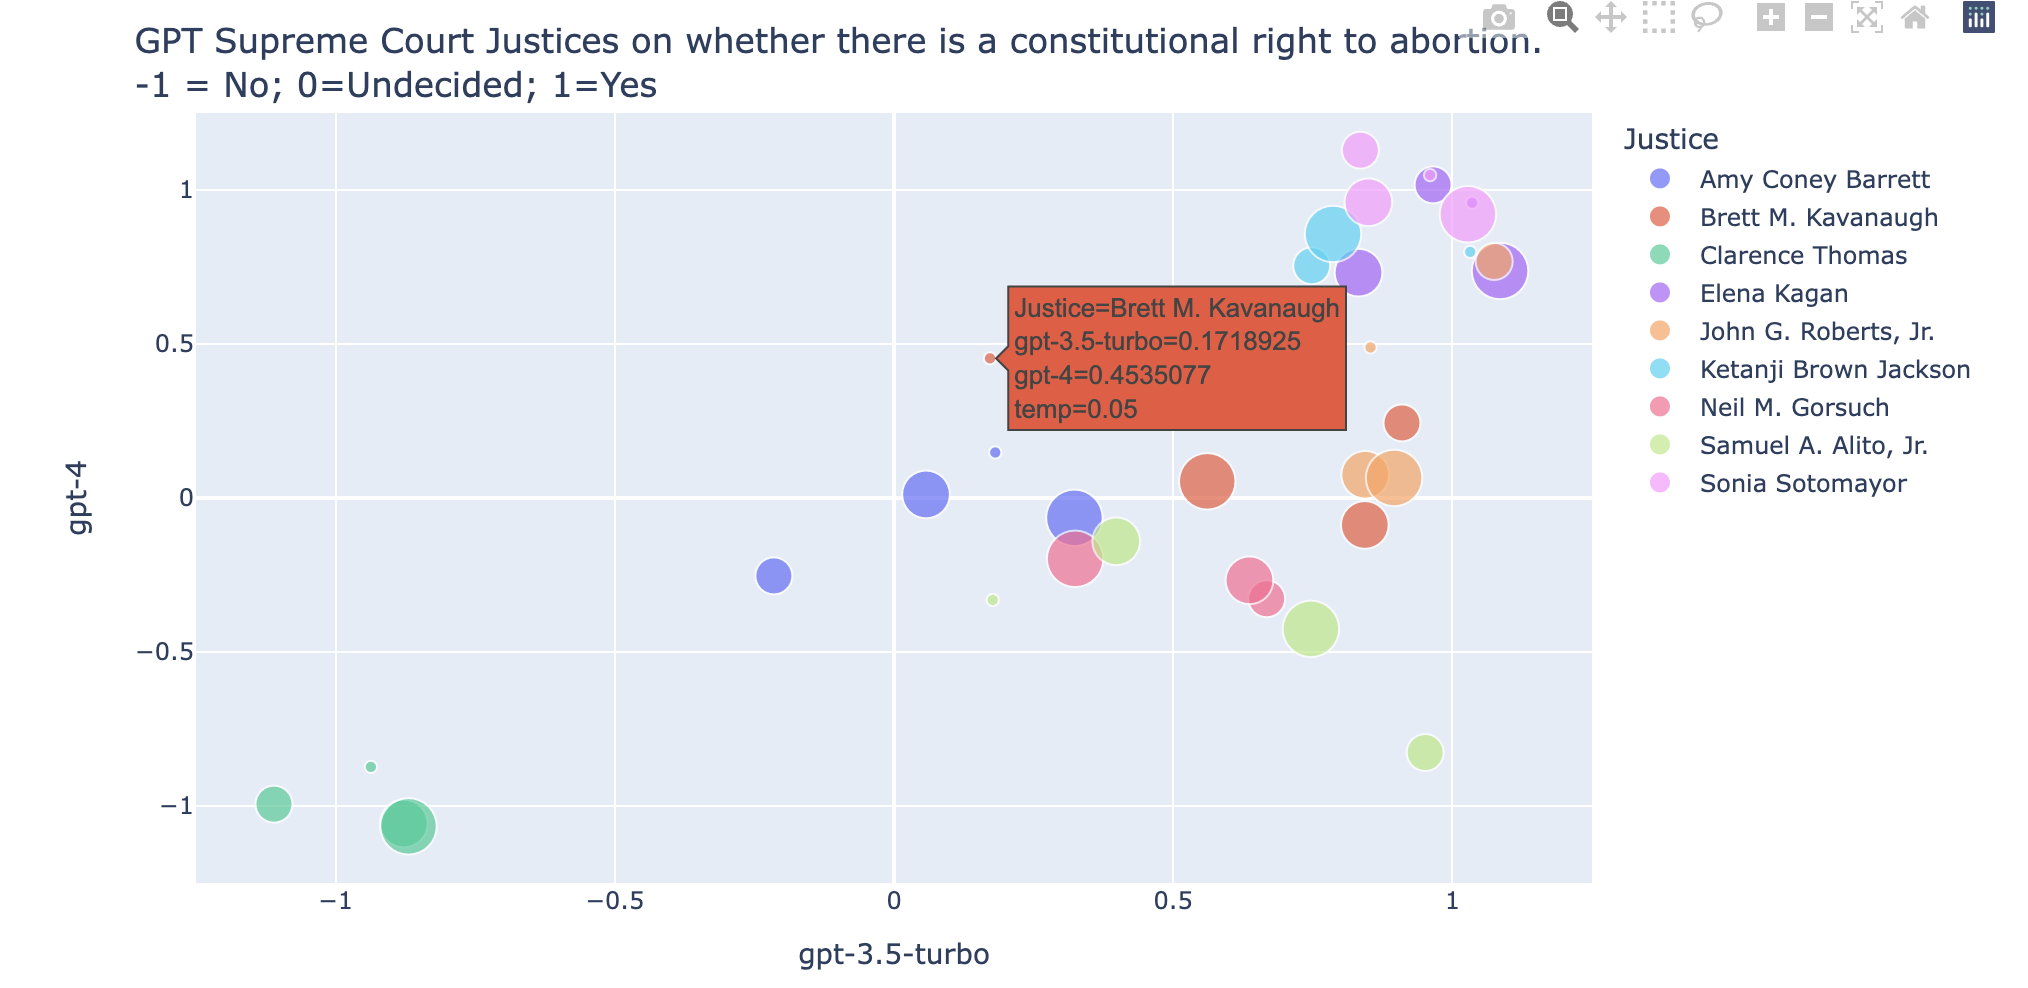 GPT Supreme Court Justices on whether there is a constitutional right to abortion.
-1 = No; 0=Undecided; 1=Yes
Justice
Amy Coney Barrett
Brett M. Kavanaugh
Clarence Thomas
Elena Kagan
John G. Roberts, Jr.
Ketanji Brown Jackson
Neil M. Gorsuch
Samuel A. Alito, Jr.
Sonia Sotomayor
Justice=Brett M. Kavanaugh
gpt-3.5-turbo=0.1718925
gpt-4=0.4535077
temp=0.05
gpt-4
1
0.5
0
−0.5
−1
−1
−0.5
0
0.5
1
gpt-3.5-turbo